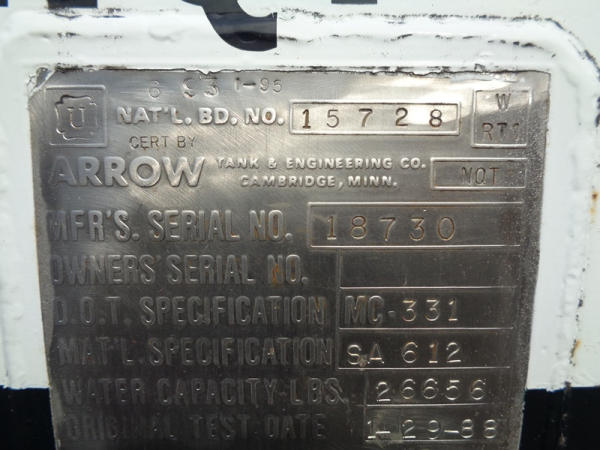 6 93 1-96
U NAT'L. BD. NO. 15728 W
CERT BY RT1
ARROW TANK & ENGINEERING CO. NQT
CAMBRIDGE, MINN.
MFR'S. SERIAL NO. 18730
OWNERS' SERIAL NO.
D.O.T. SPECIFICATION MC-331
MAT'L. SPECIFICATION SA 612
WATER CAPACITY-LBS. 26656
ORIGINAL TEST DATE 1-29-88